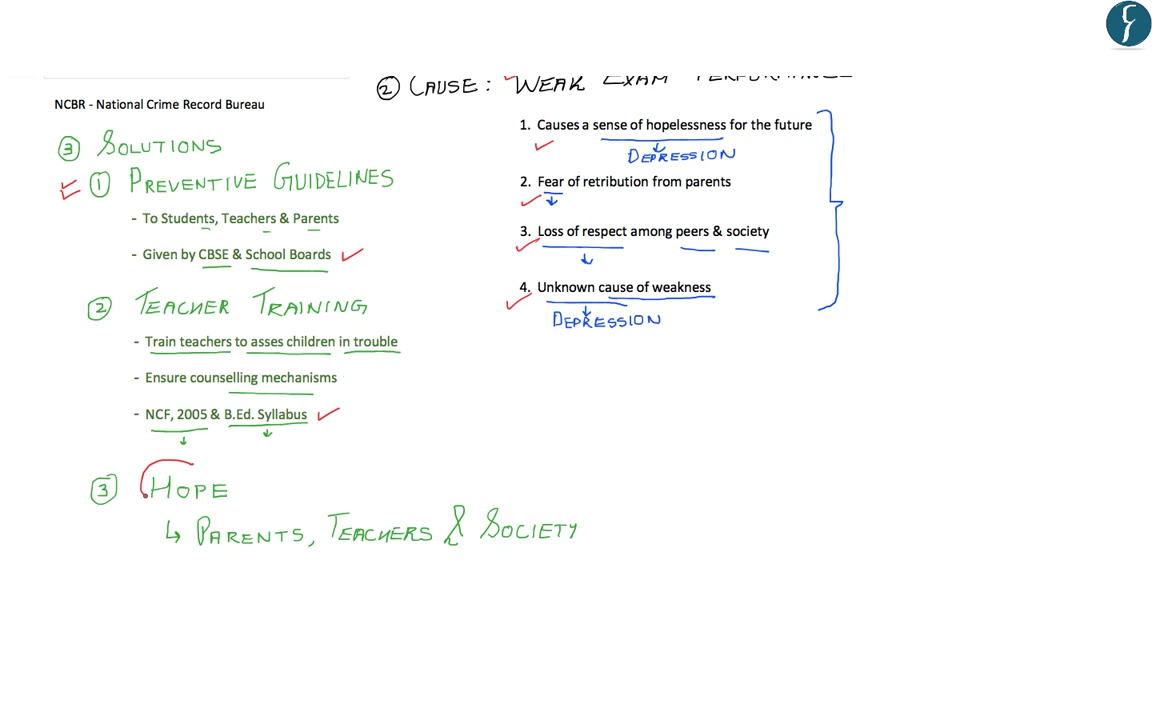 NCBR - National Crime Record Bureau
③ SOLUTIONS
① PREVENTIVE GUIDELINES
- To Students, Teachers & Parents
- Given by CBSE & School Boards
② TEACHER TRAINING
- Train teachers to asses children in trouble
- Ensure counselling mechanisms
- NCF, 2005 & B.Ed. Syllabus
③ HOPE
↳ PARENTS, TEACHERS & SOCIETY
② CAUSE: WEAK EXAM PERFORMANCE
1. Causes a sense of hopelessness for the future
DEPRESSION
2. Fear of retribution from parents
3. Loss of respect among peers & society
4. Unknown cause of weakness
DEPRESSION